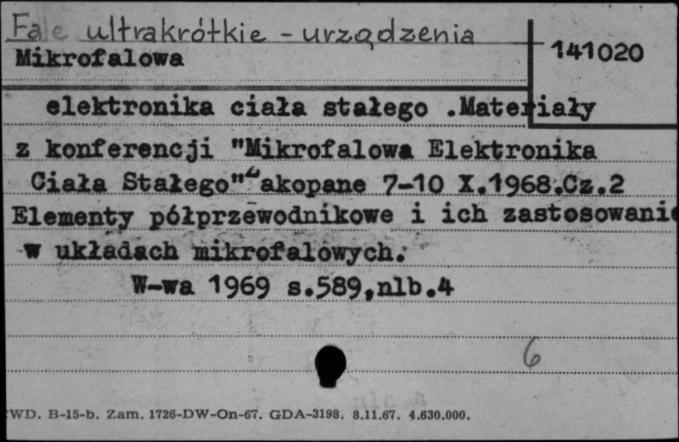 Fale ultrakrótkie - urządzenia
141020
Mikrofalowa
elektronika ciała stałego .Materiały
z konferencji "Mikrofalowa Elektronika
Ciała Stałego" Zakopane 7-10 X.1968.Cz.2
Elementy półprzewodnikowe i ich zastosowani
w układach mikrofalowych.
W-wa 1969 s.589,nlb.4
6
WD. B-15-b. Zam. 1726-DW-On-67. GDA-3198. 8.11.67. 4.630.000.